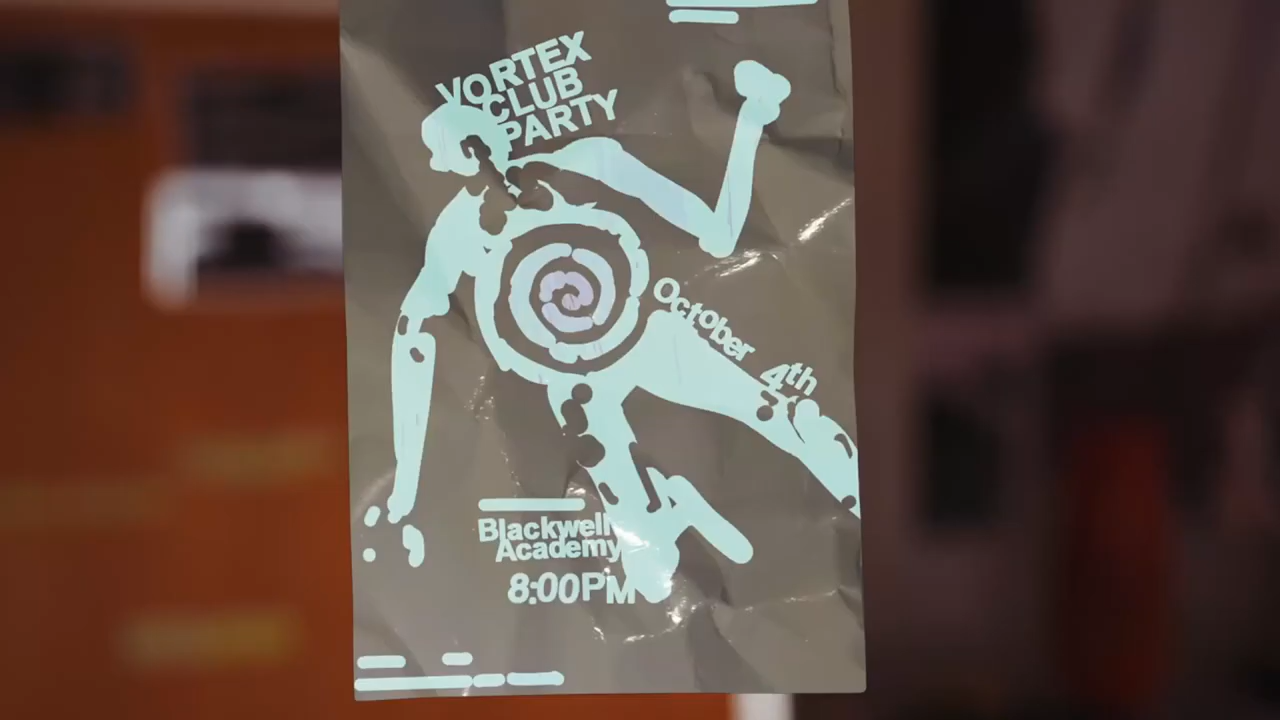 VORTEX
CLUB
PARTY
October 4th
Blackwell
Academy
8:00PM